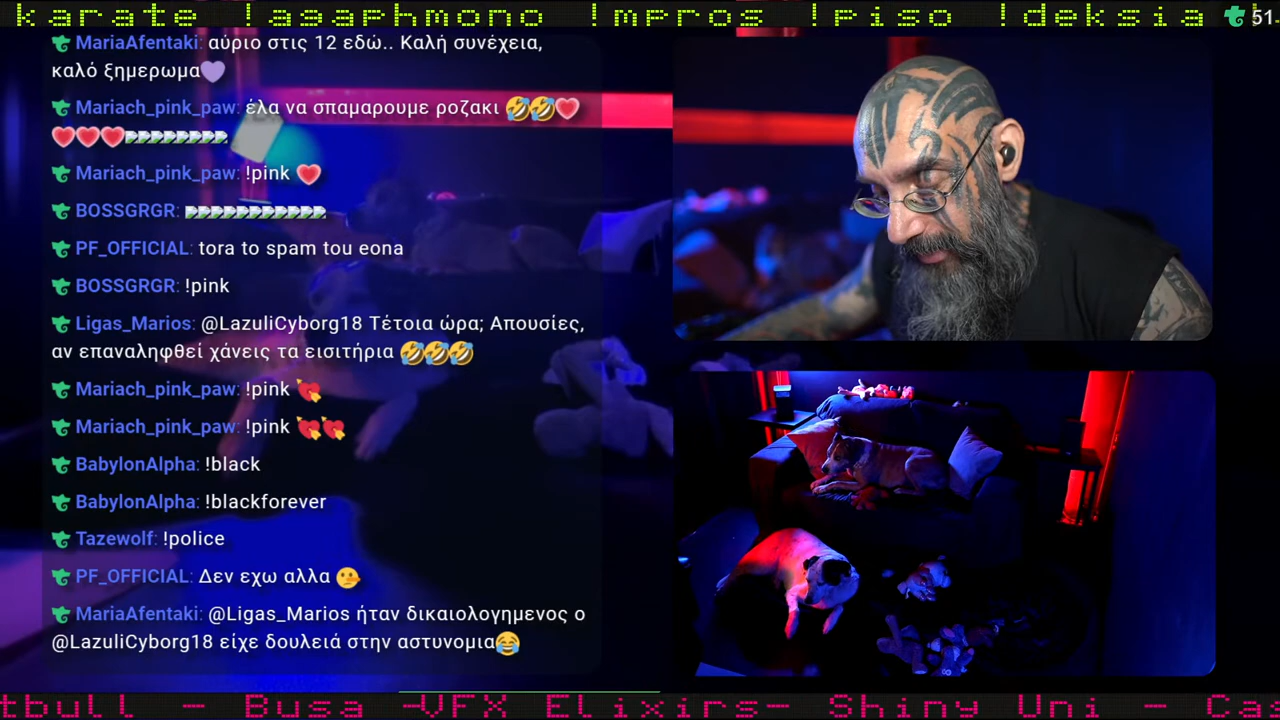 karate !asaphmono !mpros !piso !deksia 51
MariaAfentaki: αύριο στις 12 εδώ.. Καλή συνέχεια,
καλό ξημερωμα💜
Mariach_pink_paw: έλα να σπαμαρουμε ροζακι 🤣🤣❤️
❤️❤️❤️
Mariach_pink_paw: !pink ❤️
BOSSGRGR:
PF_OFFICIAL: tora to spam tou eona
BOSSGRGR: !pink
Ligas_Marios: @LazuliCyborg18 Τέτοια ώρα; Απουσίες,
αν επαναληφθεί χάνεις τα εισιτήρια 🤣🤣🤣
Mariach_pink_paw: !pink 💘
Mariach_pink_paw: !pink 💘💘
BabylonAlpha: !black
BabylonAlpha: !blackforever
Tazewolf: !police
PF_OFFICIAL: Δεν εχω αλλα 🤥
MariaAfentaki: @Ligas_Marios ήταν δικαιολογημενος ο
@LazuliCyborg18 είχε δουλειά στην αστυνομια😂
tbull - Busa -VFX Elixirs- Shiny Uni - Cas